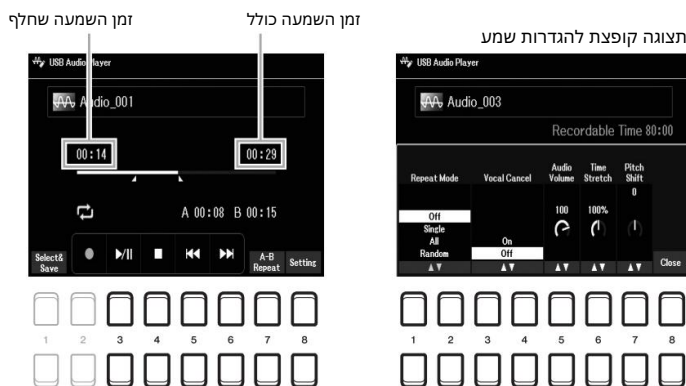 זמן השמעה שחלף
זמן השמעה כולל
USB Audio Player
Audio_001
00:14
00:29
A 00:08 B 00:15
Select&
Save
A-B
Repeat
Setting
1 2 3 4 5 6 7 8
תצוגה קופצת להגדרות שמע
USB Audio Player
Audio_003
Recordable Time 80:00
Repeat Mode
Vocal Cancel
Audio
Volume
Time
Stretch
Pitch
Shift
0
100
100%
Off
Single
All
Random
On
Off
Close
1 2 3 4 5 6 7 8